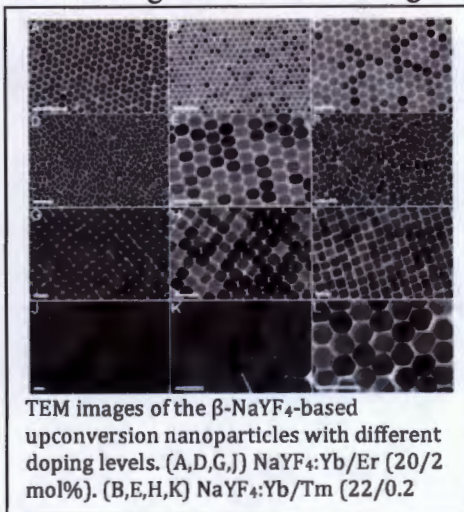 A B
D
G H
J K L
TEM images of the β-NaYF₄-based
upconversion nanoparticles with different
doping levels. (A,D,G,J) NaYF₄:Yb/Er (20/2
mol%). (B,E,H,K) NaYF₄:Yb/Tm (22/0.2